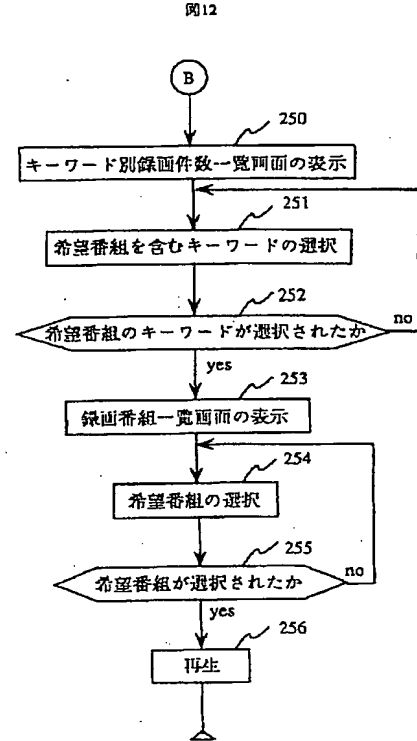 図12
B
250
キーワード別録画件数一覧画面の表示
251
希望番組を含むキーワードの選択
252
希望番組のキーワードが選択されたか
no
yes
253
録画番組一覧画面の表示
254
希望番組の選択
255
希望番組が選択されたか
no
yes
256
再生